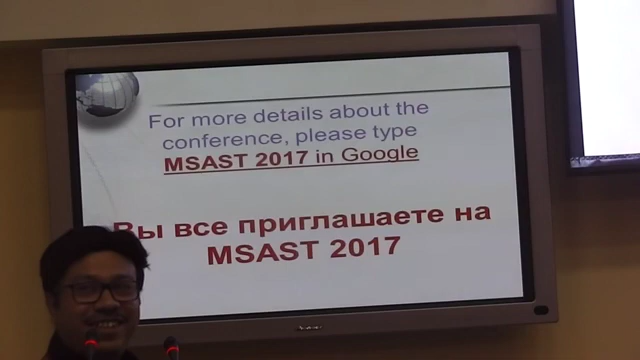 For more details about the
conference, please type
MSAST 2017 in Google
Вы все приглашаете на
MSAST 2017